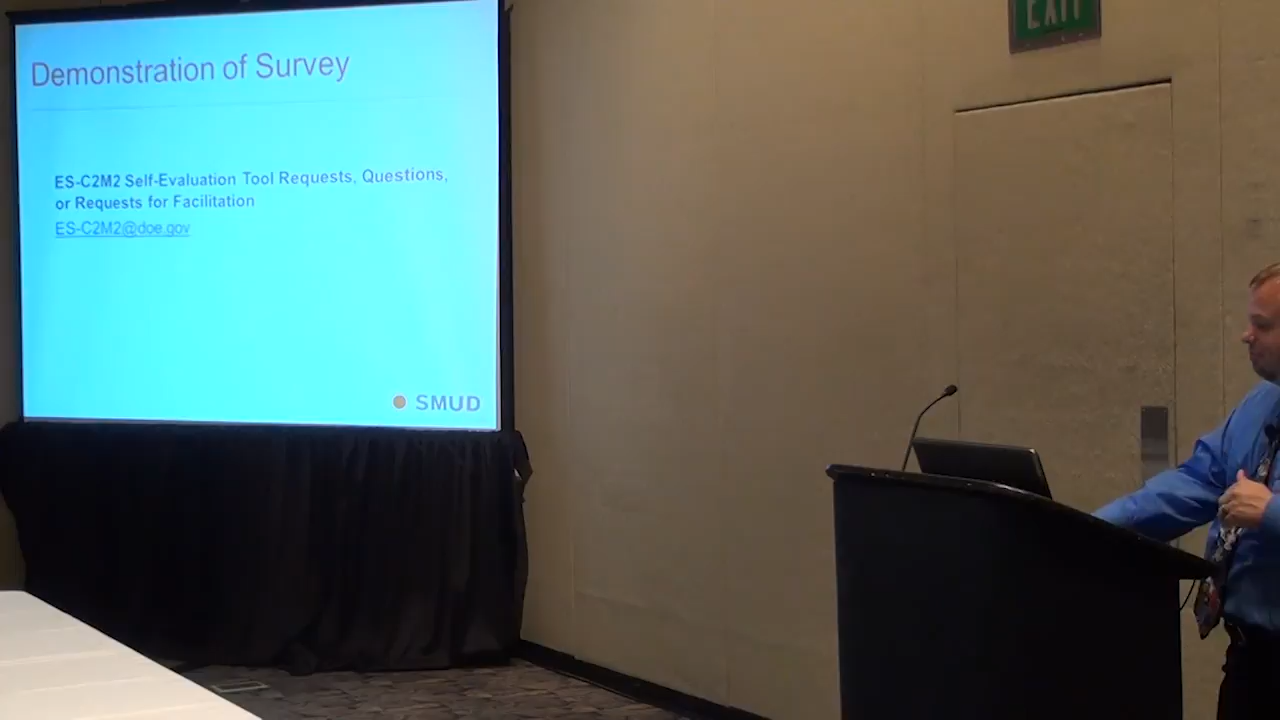 Demonstration of Survey
ES-C2M2 Self-Evaluation Tool Requests, Questions,
or Requests for Facilitation
ES-C2M2@doe.gov
SMUD
EXIT